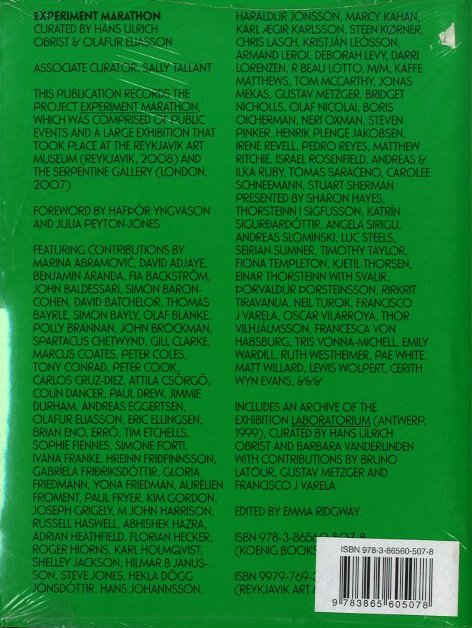 EXPERIMENT MARATHON
CURATED BY HANS ULRICH
OBRIST & OLAFUR ELIASSON
ASSOCIATE CURATOR, SALLY TALLANT
THIS PUBLICATION RECORDS THE
PROJECT EXPERIMENT MARATHON,
WHICH WAS COMPRISED OF PUBLIC
EVENTS AND A LARGE EXHIBITION THAT
TOOK PLACE AT THE REYKJAVIK ART
MUSEUM (REYKJAVIK, 2008) AND
THE SERPENTINE GALLERY (LONDON,
2007)
FOREWORD BY HAFÞÓR YNGVASON
AND JULIA PEYTON-JONES
FEATURING CONTRIBUTIONS BY
MARINA ABRAMOVIĆ, DAVID ADJAYE,
BENJAMIN ARANDA, FIA BACKSTRÖM,
JOHN BALDESSARI, SIMON BARON-
COHEN, DAVID BATCHELOR, THOMAS
BAYRLE, SIMON BAYLY, OLAF BLANKE,
POLLY BRANNAN, JOHN BROCKMAN,
SPARTACUS CHETWYND, GILL CLARKE,
MARCUS COATES, PETER COLES,
TONY CONRAD, PETER COOK,
CARLOS CRUZ-DIEZ, ATTILA CSÖRGŐ,
COLIN DANCER, PAUL DREW, JIMMIE
DURHAM, ANDREAS EGGERTSEN,
OLAFUR ELIASSON, ERIC ELLINGSEN,
BRIAN ENO, ERRÓ, TIM ETCHELLS,
SOPHIE FIENNES, SIMONE FORTI,
IVANA FRANKE, HREINN FRIÐFINNSSON,
GABRIELA FRIÐRIKSDÓTTIR, GLORIA
FRIEDMANN, YONA FRIEDMAN, AURÉLIEN
FROMENT, PAUL FRYER, KIM GORDON,
JOSEPH GRIGELY, M JOHN HARRISON,
RUSSELL HASWELL, ABHISHEK HAZRA,
ADRIAN HEATHFIELD, FLORIAN HECKER,
ROGER HIORNS, KARL HOLMQVIST,
SHELLEY JACKSON, HILMAR B JANUS-
SON, STEVE JONES, HEKLA DÖGG
JÓNSDÓTTIR, HANS JOHANNSSON,
HARALDUR JÓNSSON, MARCY KAHAN,
KARL ÆGIR KARLSSON, STEEN KØRNER,
CHRIS LASCH, KRISTJÁN LEÓSSON,
ARMAND LEROI, DEBORAH LEVY, DARRI
LORENZEN, R BEAU LOTTO, M/M, KAFFE
MATTHEWS, TOM MCCARTHY, JONAS
MEKAS, GUSTAV METZGER, BRIDGET
NICHOLLS, OLAF NICOLAI, BORIS
OICHERMAN, NERI OXMAN, STEVEN
PINKER, HENRIK PLENGE JAKOBSEN,
IRENE REVELL, PEDRO REYES, MATTHEW
RITCHIE, ISRAEL ROSENFIELD, ANDREAS &
ILKA RUBY, TOMAS SARACENO, CAROLEE
SCHNEEMANN, STUART SHERMAN
PRESENTED BY SHARON HAYES,
THORSTEINN I SIGFUSSON, KATRÍN
SIGURÐARDÓTTIR, ANGELA SIRIGU,
ANDREAS SLOMINSKI, LUC STEELS,
SEIRIAN SUMNER, TIMOTHY TAYLOR,
FIONA TEMPLETON, KJETIL THORSEN,
EINAR THORSTEINN WITH SVALIR,
ÞORVALDUR ÞORSTEINSSON, RIRKRIT
TIRAVANIJA, NEIL TUROK, FRANCISCO
J VARELA, OSCAR VILARROYA, THOR
VILHJÁLMSSON, FRANCESCA VON
HABSBURG, TRIS VONNA-MICHELL, EMILY
WARDILL, RUTH WESTHEIMER, PAE WHITE,
MATT WILLARD, LEWIS WOLPERT, CERITH
WYN EVANS, &&&
INCLUDES AN ARCHIVE OF THE
EXHIBITION LABORATORIUM (ANTWERP,
1999), CURATED BY HANS ULRICH
OBRIST AND BARBARA VANDERLINDEN
WITH CONTRIBUTIONS BY BRUNO
LATOUR, GUSTAV METZGER AND
FRANCISCO J VARELA
EDITED BY EMMA RIDGWAY
ISBN 978-3-86560-507-8
(KOENIG BOOKS
ISBN 9979-769-
(REYKJAVIK ART
ISBN 978-3-86560-507-8
9 783865 605078